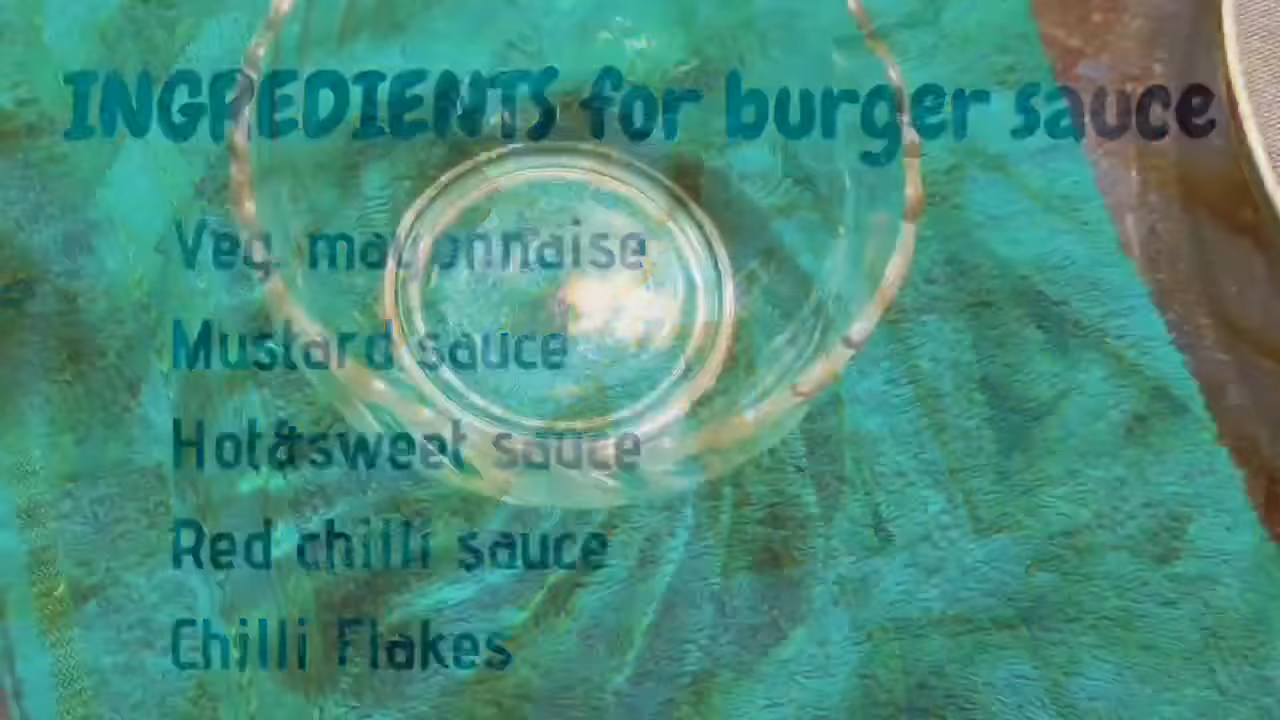 INGREDIENTS for burger sauce
Veg. mayonnaise
Mustard sauce
Hot&sweet sauce
Red chilli sauce
Chilli Flakes